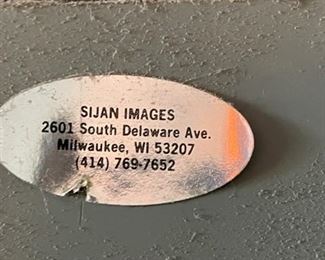 SIJAN IMAGES
2601 South Delaware Ave.
Milwaukee, WI 53207
(414) 769-7652